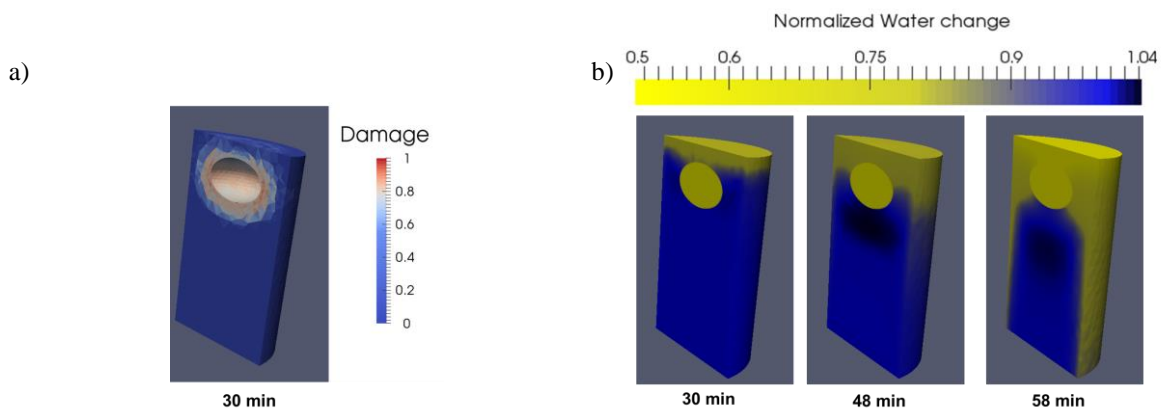 a)
Damage
1
0.8
0.6
0.4
0.2
0
30 min
b)
Normalized Water change
0.5 0.6 0.75 0.9 1.04
30 min 48 min 58 min